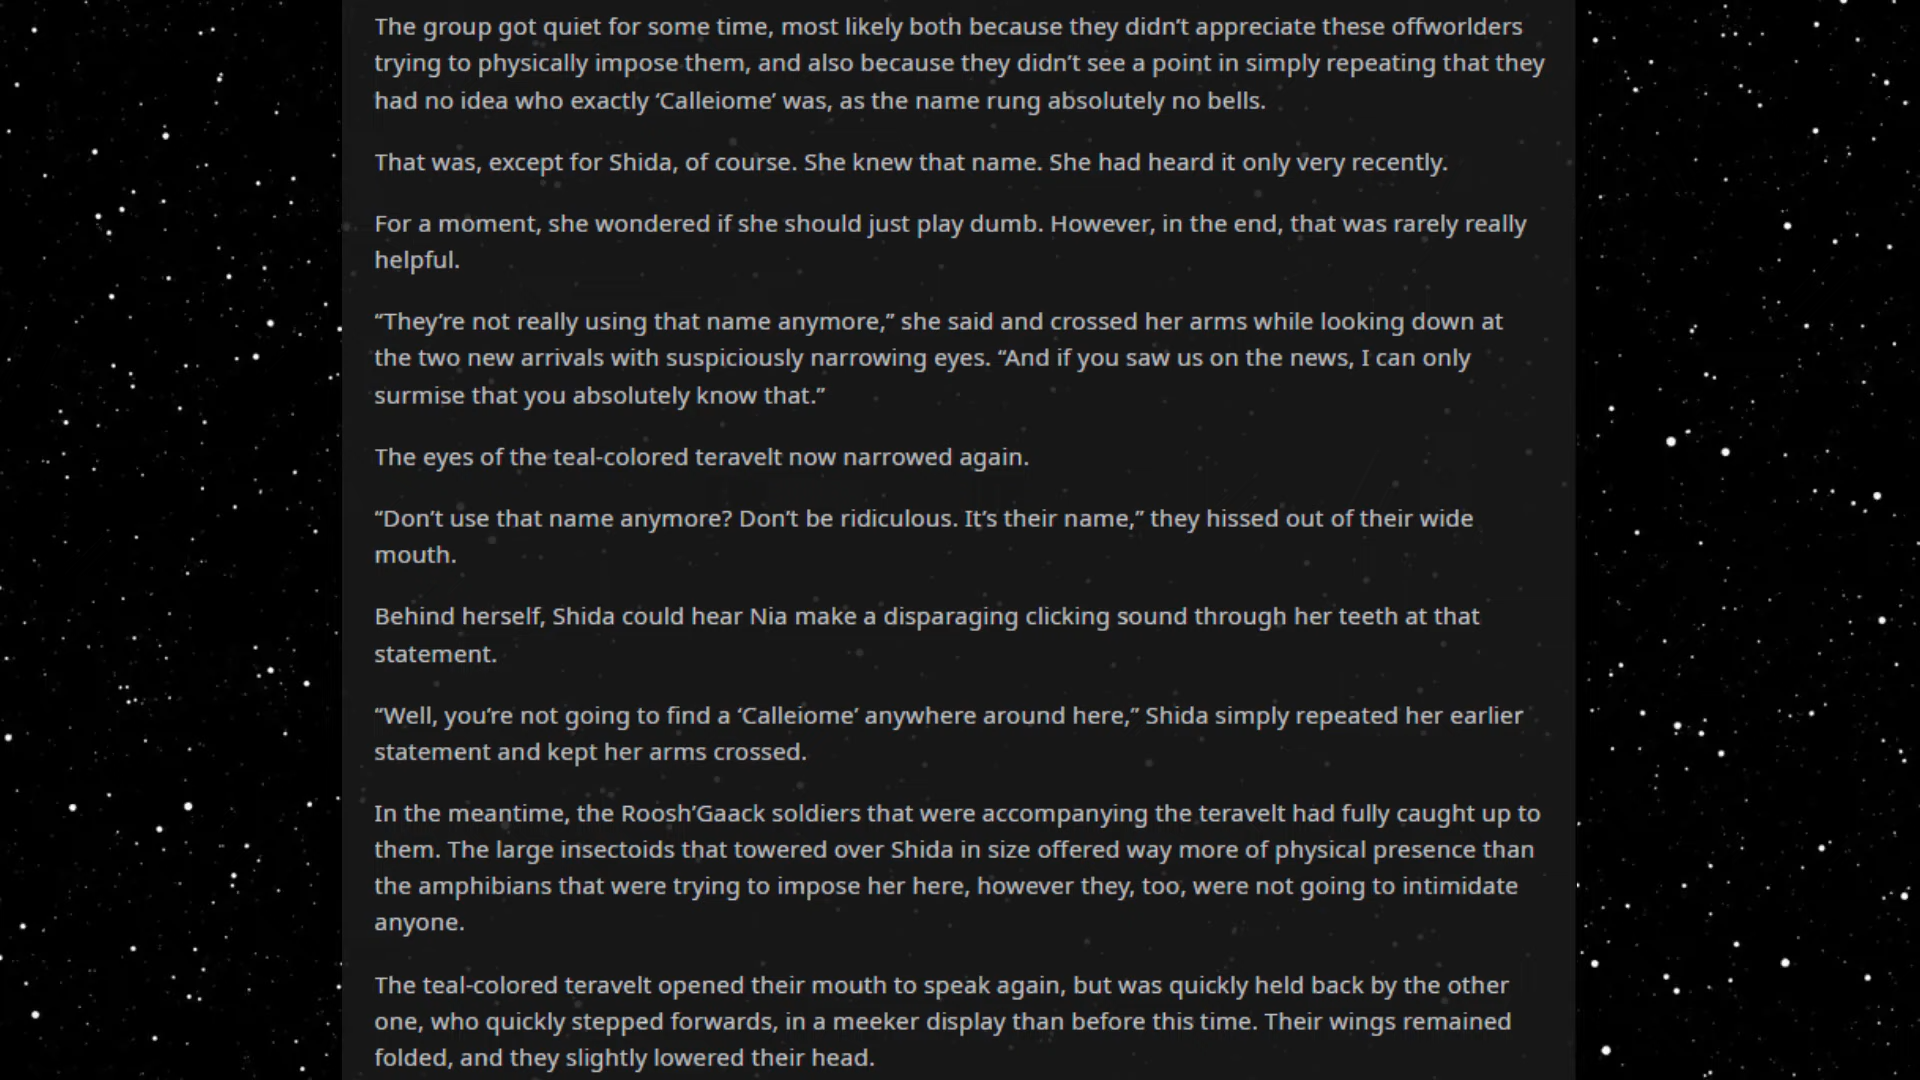 The group got quiet for some time, most likely both because they didn’t appreciate these offworlders
trying to physically impose them, and also because they didn’t see a point in simply repeating that they
had no idea who exactly ‘Calleiome’ was, as the name rung absolutely no bells.
That was, except for Shida, of course. She knew that name. She had heard it only very recently.
For a moment, she wondered if she should just play dumb. However, in the end, that was rarely really
helpful.
“They’re not really using that name anymore,” she said and crossed her arms while looking down at
the two new arrivals with suspiciously narrowing eyes. “And if you saw us on the news, I can only
surmise that you absolutely know that.”
The eyes of the teal-colored teravelt now narrowed again.
“Don’t use that name anymore? Don’t be ridiculous. It’s their name,” they hissed out of their wide
mouth.
Behind herself, Shida could hear Nia make a disparaging clicking sound through her teeth at that
statement.
“Well, you’re not going to find a ‘Calleiome’ anywhere around here,” Shida simply repeated her earlier
statement and kept her arms crossed.
In the meantime, the Roosh’Gaack soldiers that were accompanying the teravelt had fully caught up to
them. The large insectoids that towered over Shida in size offered way more of physical presence than
the amphibians that were trying to impose her here, however they, too, were not going to intimidate
anyone.
The teal-colored teravelt opened their mouth to speak again, but was quickly held back by the other
one, who quickly stepped forwards, in a meeker display than before this time. Their wings remained
folded, and they slightly lowered their head.